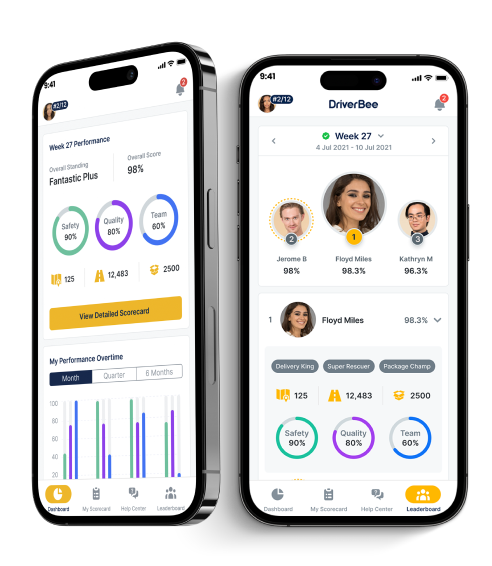 9:41
#2/12
2
Week 27 Performance
Overall Standing
Fantastic Plus
Overall Score
98%
Safety
90%
Quality
80%
Team
60%
125
12,483
2500
View Detailed Scorecard
My Performance Overtime
Month
Quarter
6 Months
100
80
60
40
20
Dashboard
My Scorecard
Help Center
Leaderboard
9:41
#2/12
DriverBee
2
Week 27
4 Jul 2021 - 10 Jul 2021
2
1
3
Jerome B
Floyd Miles
Kathryn M
98%
98.3%
96.3%
1
Floyd Miles
98.3%
Delivery King
Super Rescuer
Package Champ
125
12,483
2500
Safety
90%
Quality
80%
Team
60%
Dashboard
My Scorecard
Help Center
Leaderboard